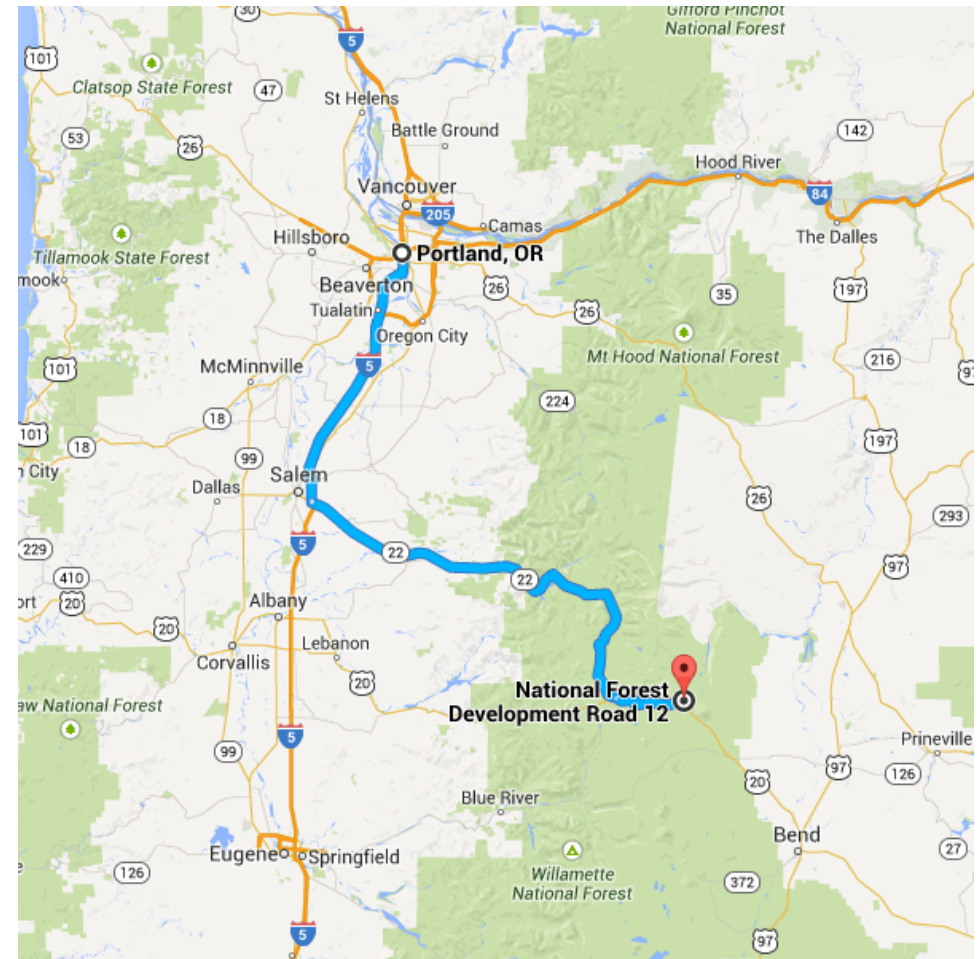 30
5
Gifford Pinchot
National Forest
101
Clatsop State Forest
47
St Helens
Battle Ground
142
53
26
Hood River
Vancouver
205
84
Camas
The Dalles
Hillsboro
Portland, OR
Tillamook State Forest
mook
Beaverton
26
197
35
Tualatin
26
Oregon City
Mt Hood National Forest
216
97
101
McMinnville
5
224
18
101
18
197
n City
99
Salem
26
Dallas
293
5
229
22
97
410
22
ort
20
Albany
20
Lebanon
Corvallis
20
National Forest
Development Road 12
aw National Forest
5
99
Prineville
97
126
20
Blue River
Bend
27
Eugene
Springfield
126
Willamette
National Forest
372
5
97